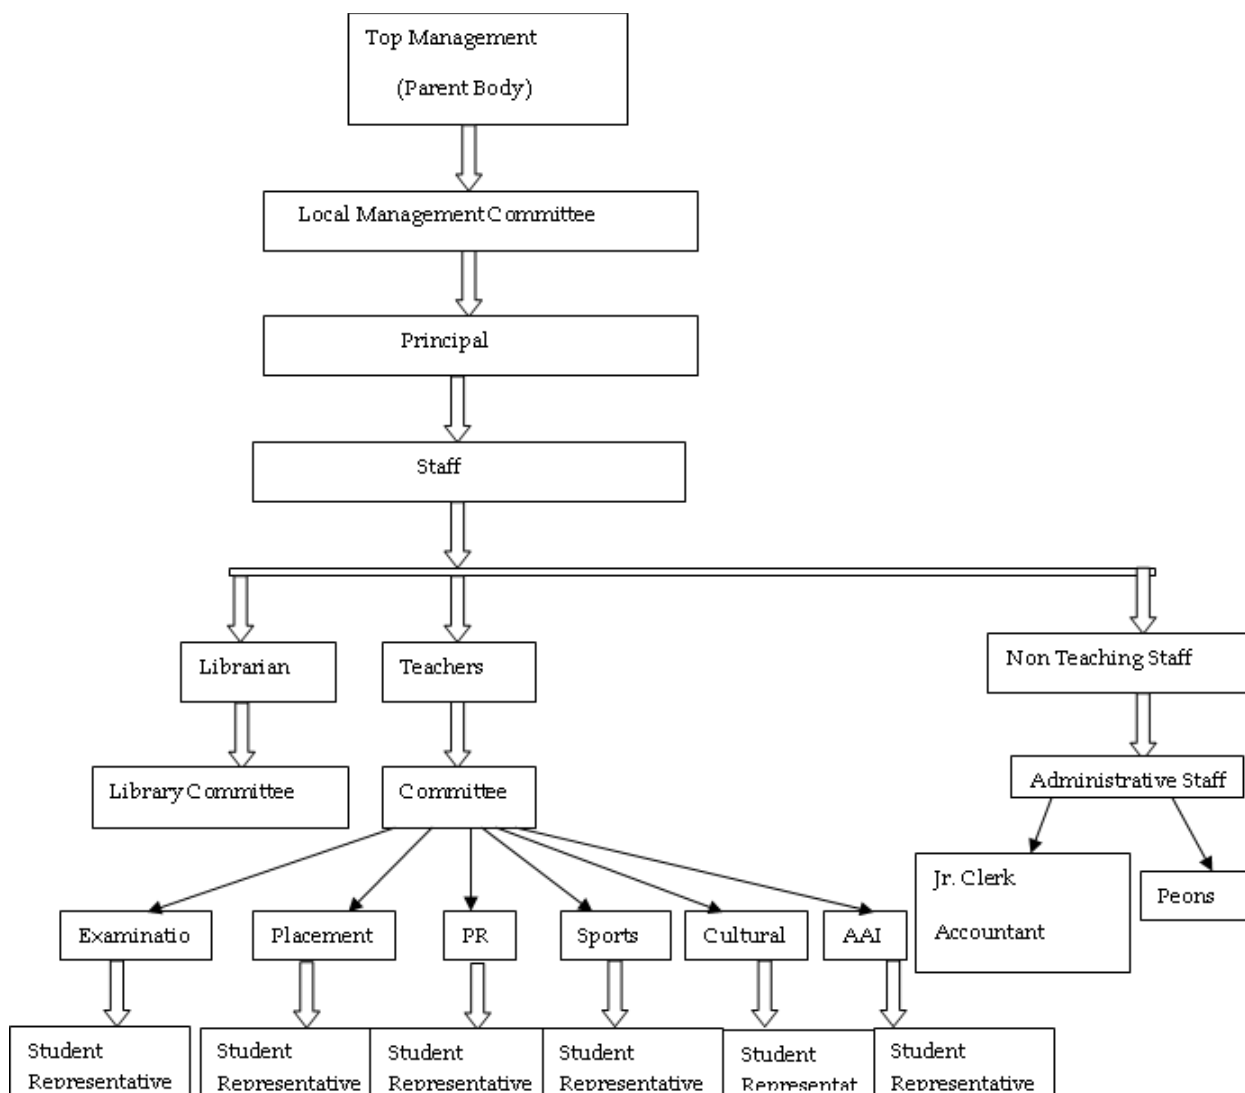 Top Management
(Parent Body)
Local Management Committee
Principal
Staff
Librarian
Teachers
Non Teaching Staff
Library Committee
Committee
Administrative Staff
Jr. Clerk
Accountant
Peons
Examinatio
Placement
PR
Sports
Cultural
AAI
Student
Representative
Student
Representative
Student
Representative
Student
Representative
Student
Representat
Student
Representative